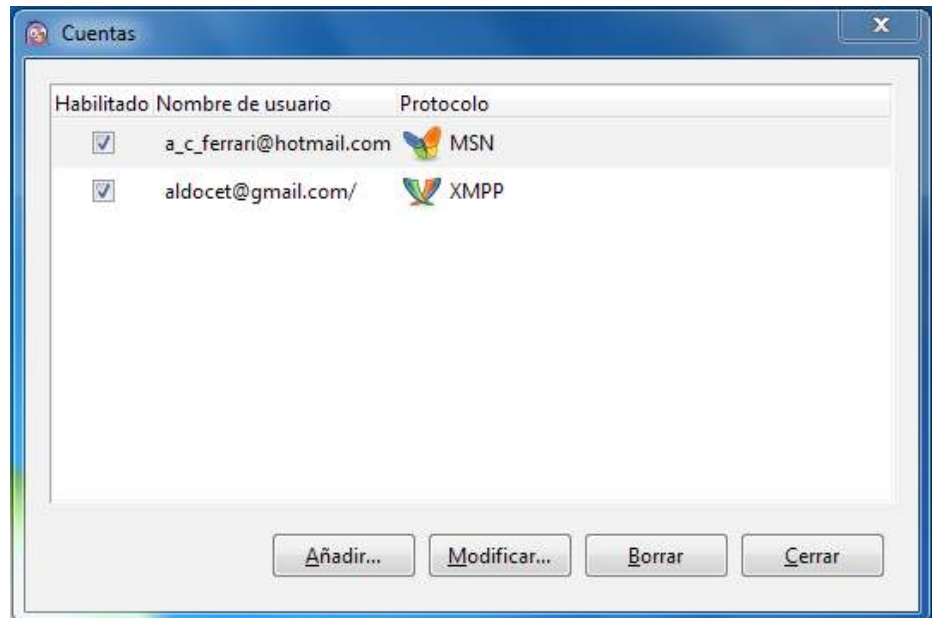 Cuentas
Habilitado Nombre de usuario Protocolo
a_c_ferrari@hotmail.com MSN
aldocet@gmail.com/ XMPP
Añadir... Modificar... Borrar Cerrar